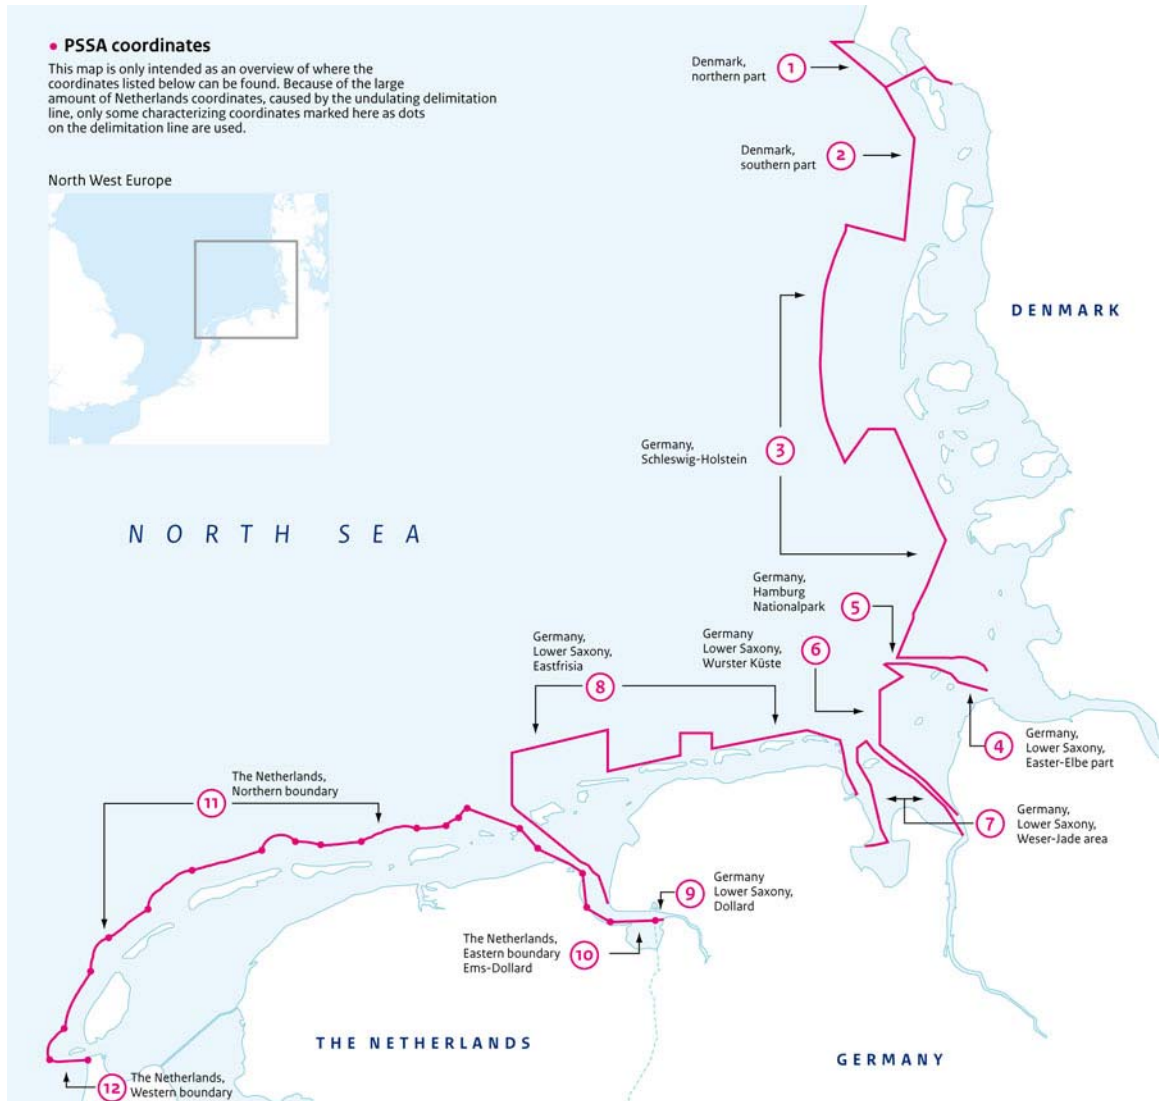 • PSSA coordinates
This map is only intended as an overview of where the
coordinates listed below can be found. Because of the large
amount of Netherlands coordinates, caused by the undulating delimitation
line, only some characterizing coordinates marked here as dots
on the delimitation line are used.
North West Europe
Denmark,
northern part
1
Denmark,
southern part
2
DENMARK
Germany,
Schleswig-Holstein
3
NORTH SEA
Germany,
Hamburg
Nationalpark
5
Germany
Lower Saxony,
Wurster Küste
6
Germany,
Lower Saxony,
Eastfrisia
8
4
Germany,
Lower Saxony,
Easter-Elbe part
The Netherlands,
Northern boundary
11
7
Germany,
Lower Saxony,
Weser-Jade area
9
Germany
Lower Saxony,
Dollard
The Netherlands,
Eastern boundary
Ems-Dollard
10
THE NETHERLANDS
GERMANY
12
The Netherlands,
Western boundary